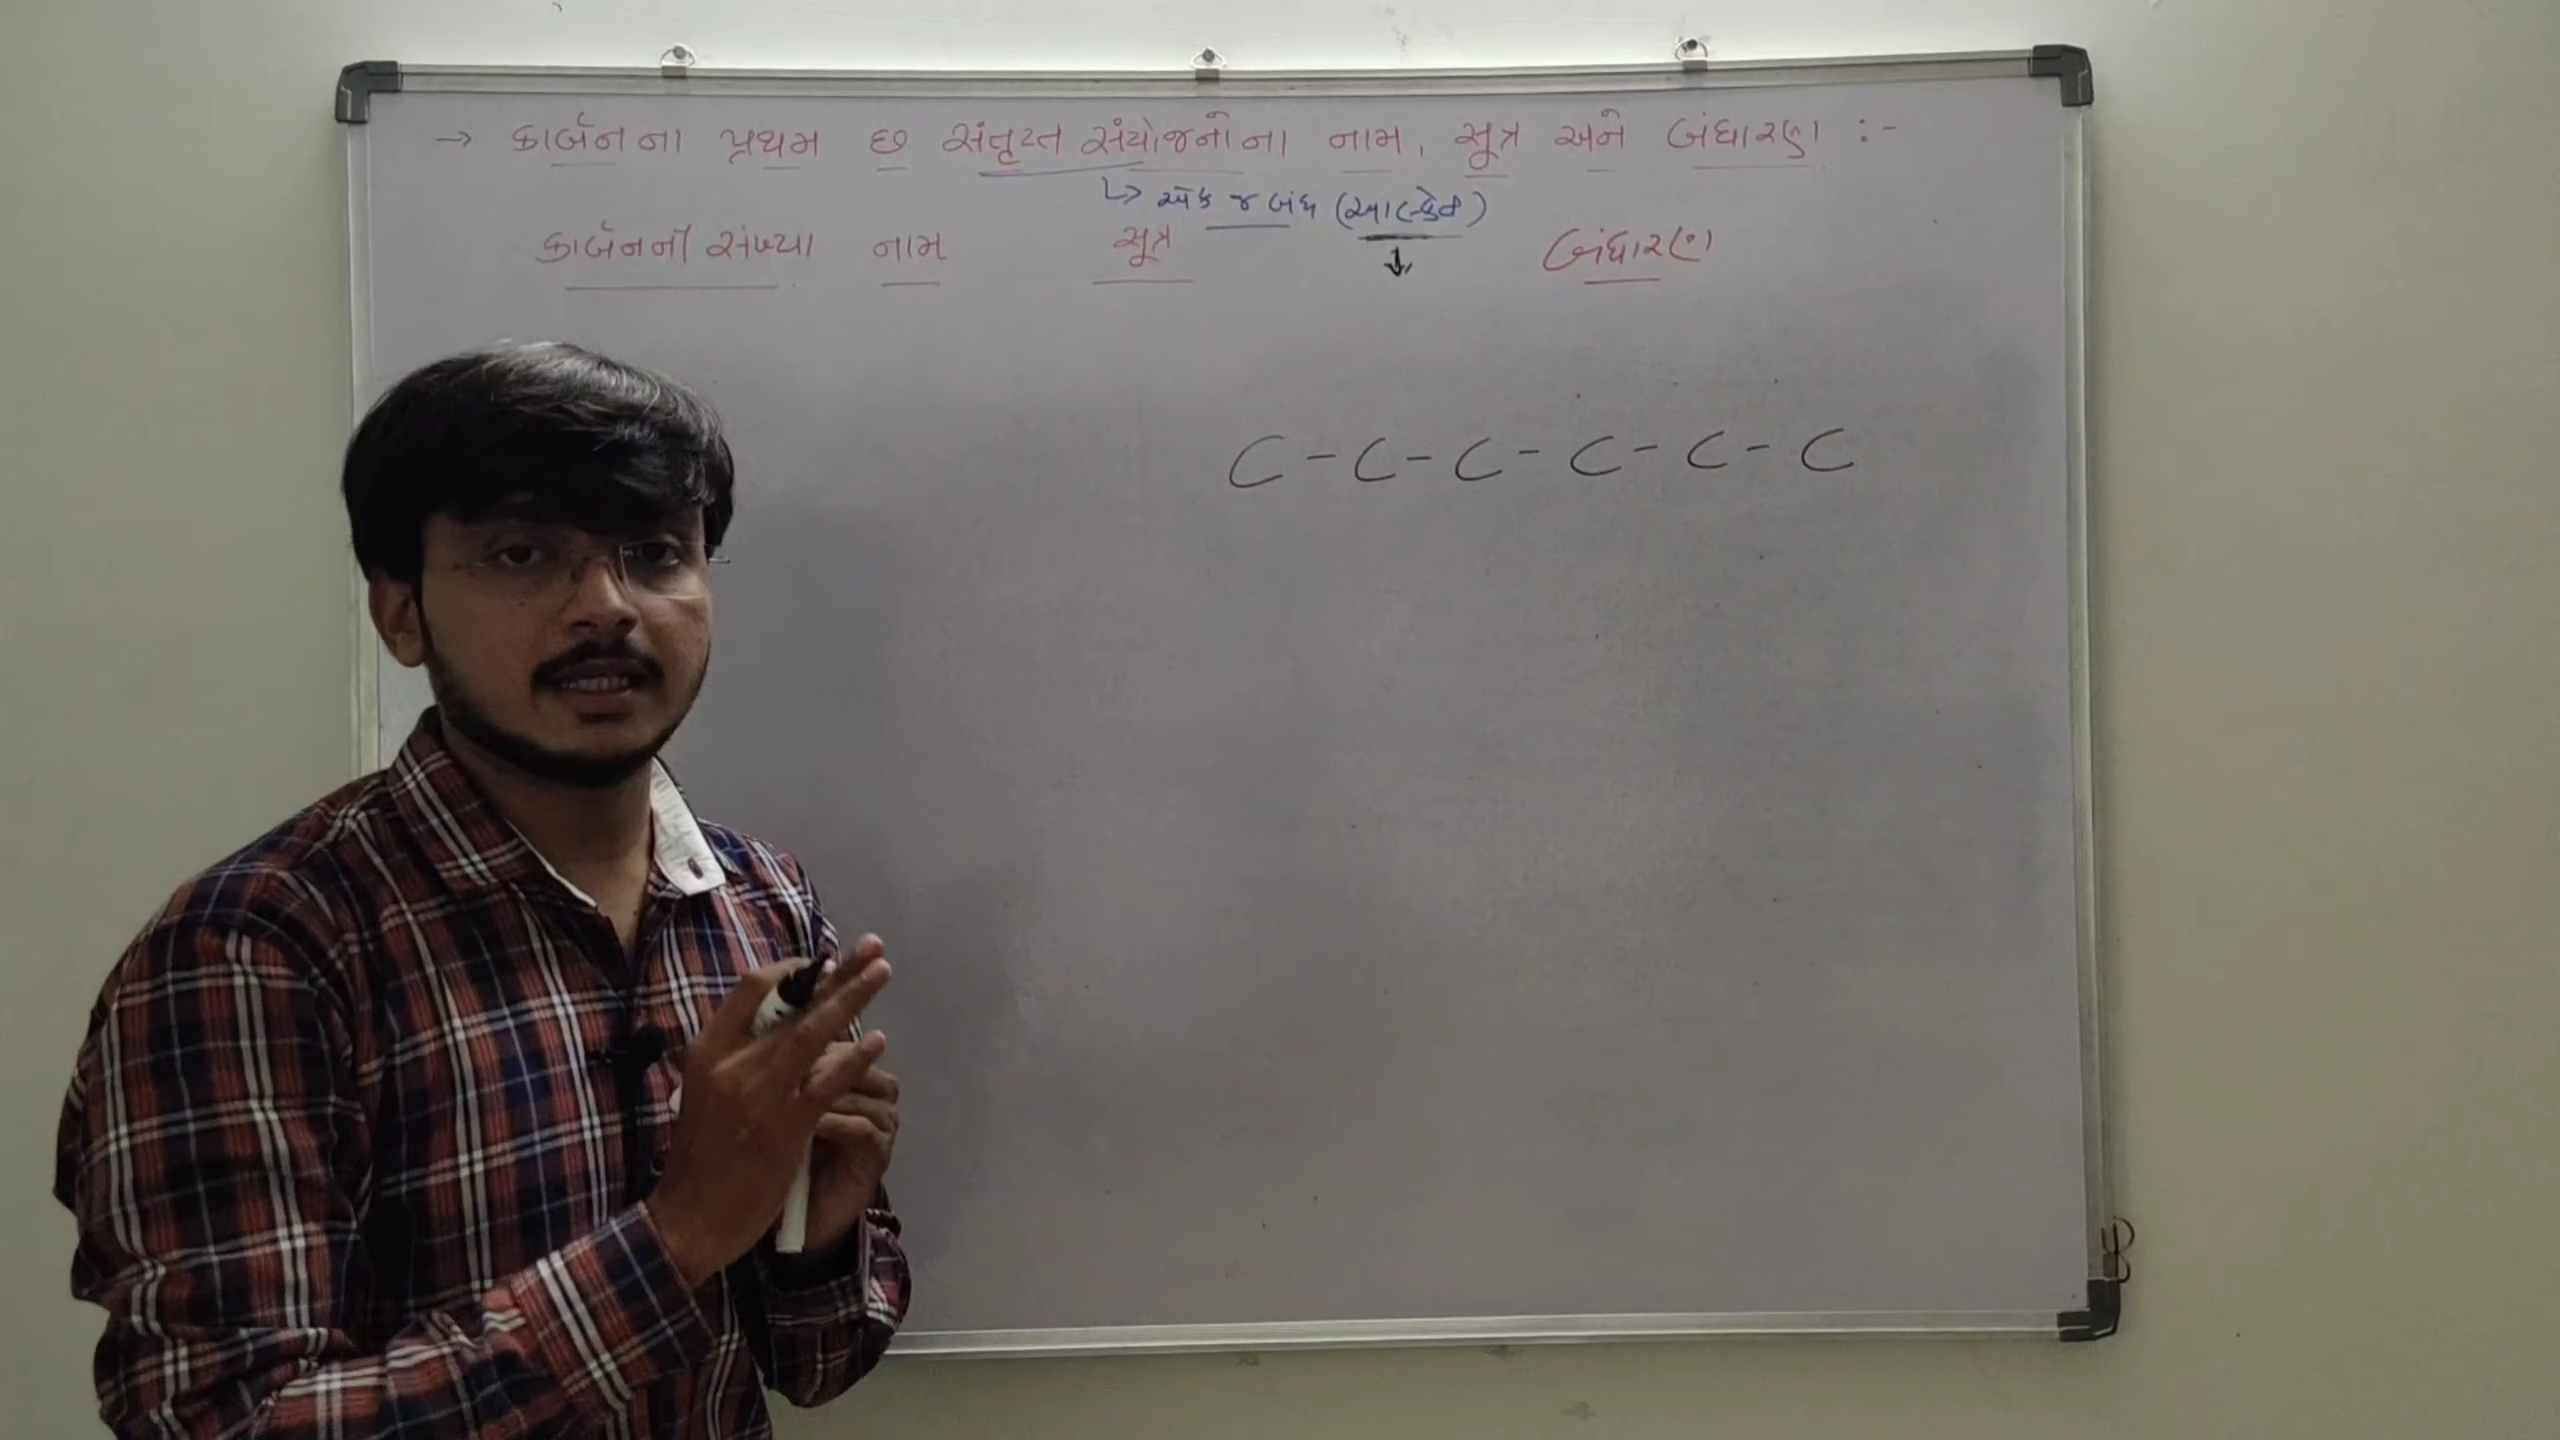 → કાર્બનના પ્રથમ છ સંતૃપ્ત સંયોજનોના નામ, સૂત્ર અને બંધારણ :-
↳ એક જ બંધ (આલ્કેન)
કાર્બનની સંખ્યા નામ સૂત્ર ↓ બંધારણ
C - C - C - C - C - C